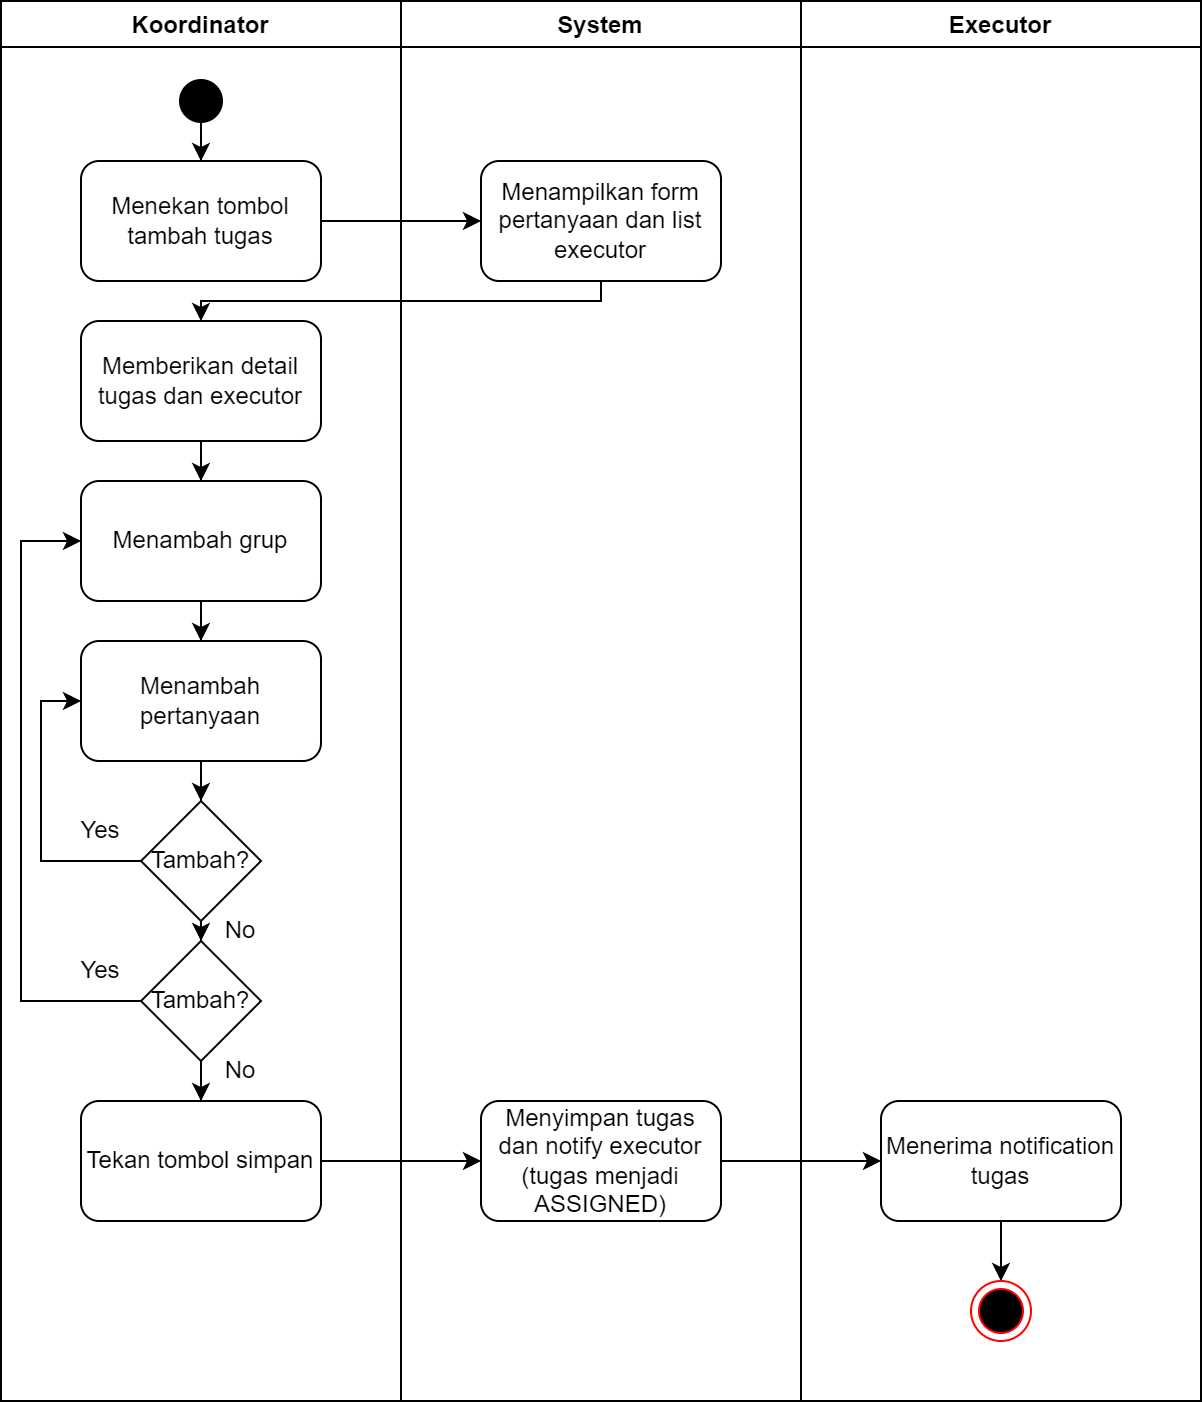 Koordinator
System
Executor
Menekan tombol
tambah tugas
Menampilkan form
pertanyaan dan list
executor
Memberikan detail
tugas dan executor
Menambah grup
Menambah
pertanyaan
Yes
Tambah?
No
Yes
Tambah?
No
Tekan tombol simpan
Menyimpan tugas
dan notify executor
(tugas menjadi
ASSIGNED)
Menerima notification
tugas